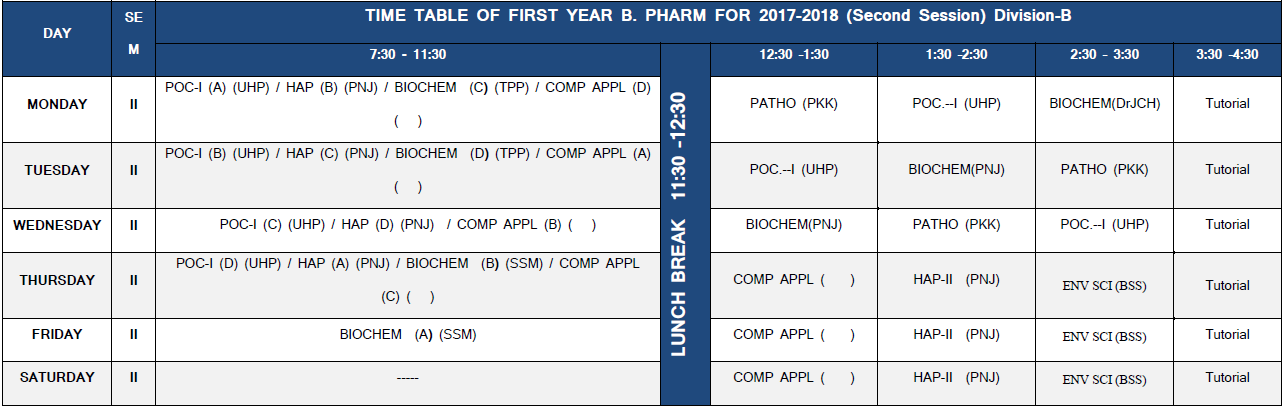 TIME TABLE OF FIRST YEAR B. PHARM FOR 2017-2018 (Second Session) Division-B
DAY
SE
M
7:30 - 11:30
LUNCH BREAK 11:30 -12:30
12:30 -1:30
1:30 -2:30
2:30 - 3:30
3:30 -4:30
MONDAY
II
POC-I (A) (UHP) / HAP (B) (PNJ) / BIOCHEM (C) (TPP) / COMP APPL (D)
( )
PATHO (PKK)
POC.--I (UHP)
BIOCHEM(DrJCH)
Tutorial
TUESDAY
II
POC-I (B) (UHP) / HAP (C) (PNJ) / BIOCHEM (D) (TPP) / COMP APPL (A)
( )
POC.--I (UHP)
BIOCHEM(PNJ)
PATHO (PKK)
Tutorial
WEDNESDAY
II
POC-I (C) (UHP) / HAP (D) (PNJ) / COMP APPL (B) ( )
BIOCHEM(PNJ)
PATHO (PKK)
POC.--I (UHP)
Tutorial
THURSDAY
II
POC-I (D) (UHP) / HAP (A) (PNJ) / BIOCHEM (B) (SSM) / COMP APPL
(C) ( )
COMP APPL ( )
HAP-II (PNJ)
ENV SCI (BSS)
Tutorial
FRIDAY
II
BIOCHEM (A) (SSM)
COMP APPL ( )
HAP-II (PNJ)
ENV SCI (BSS)
Tutorial
SATURDAY
II
-----
COMP APPL ( )
HAP-II (PNJ)
ENV SCI (BSS)
Tutorial